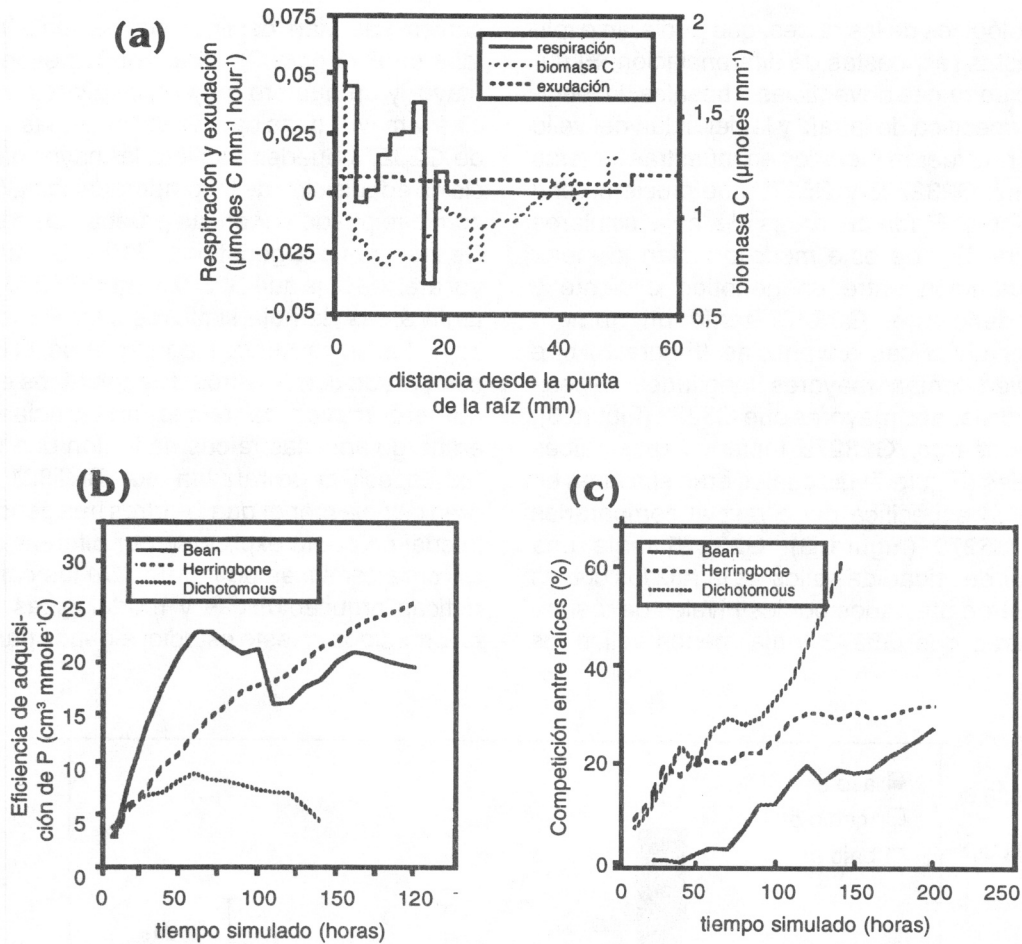 (a)
0,075
0,05
0,025
0
-0,025
-0,05
Respiración y exudación
(µmoles C mm⁻¹ hour⁻¹)
respiración
biomasa C
exudación
2
1,5
1
0,5
biomasa C (µmoles mm⁻¹)
0
20
40
60
distancia desde la punta
de la raíz (mm)
(b)
Bean
Herringbone
Dichotomous
30
25
20
15
10
5
0
Eficiencia de adquisi-
ción de P (cm³ mmole⁻¹C)
0
50
100
150
120
tiempo simulado (horas)
(c)
Bean
Herringbone
Dichotomous
60
40
20
0
Competición entre raíces (%)
0
50
100
150
200
250
tiempo simulado (horas)